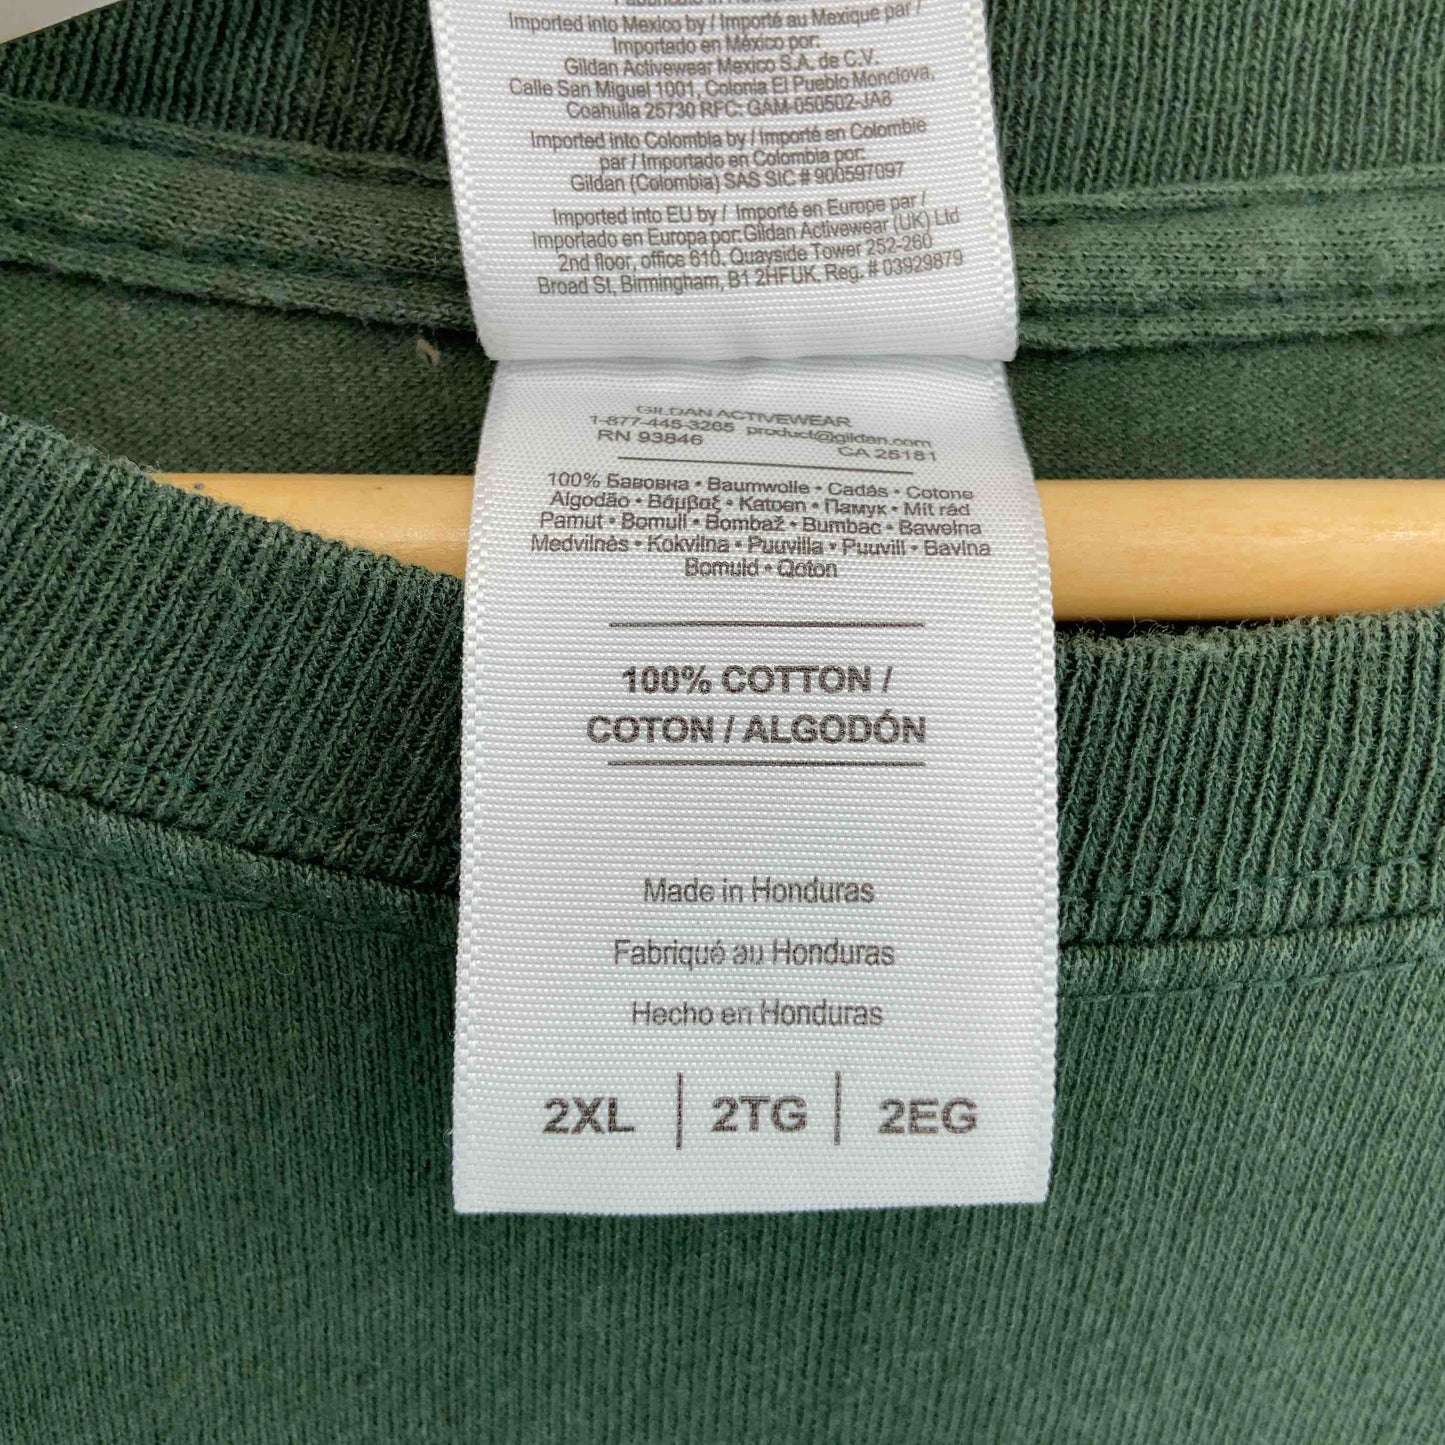 Imported into Mexico by / Importé au Mexique par /
Importado en México por:
Gildan Activewear Mexico S.A. de C.V.
Calle San Miguel 1001, Colonia El Pueblo Monclova,
Coahuila 25730 RFC: GAM-050502-JA8
Imported into Colombia by / Importé en Colombie
par / Importado en Colombia por:
Gildan (Colombia) SAS SIC # 900597097
Imported into EU by / Importé en Europe par /
Importado en Europa por:Gildan Activewear (UK) Ltd
2nd floor, office 610. Quayside Tower 252-260
Broad St, Birmingham, B1 2HFUK, Reg. # 03929879
GILDAN ACTIVEWEAR
1-877-445-3265 product@gildan.com
RN 93846 CA 25181
100% Бавовна • Baumwolle • Cadás • Cotone
Algodão • Βάμβαξ • Katoen • Памук • Mit rád
Pamut • Bomull • Bombaž • Bumbac • Bawełna
Medvilnės • Kokvilna • Puuvilla • Puuvill • Bavlna
Bomuld • Qoton
100% COTTON /
COTON / ALGODÓN
Made in Honduras
Fabriqué au Honduras
Hecho en Honduras
2XL | 2TG | 2EG